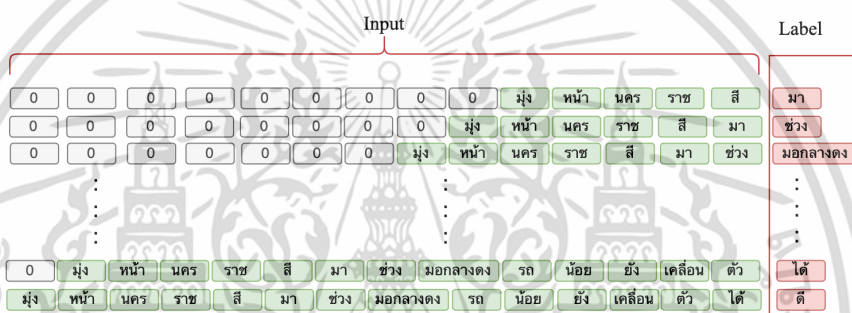 Input Label
0 0 0 0 0 0 0 0 0 มุ่ง หน้า นคร ราช สี มา
0 0 0 0 0 0 0 0 มุ่ง หน้า นคร ราช สี มา ช่วง
0 0 0 0 0 0 0 มุ่ง หน้า นคร ราช สี มา ช่วง มอกลางดง
0 มุ่ง หน้า นคร ราช สี มา ช่วง มอกลางดง รถ น้อย ยัง เคลื่อน ตัว ได้
มุ่ง หน้า นคร ราช สี มา ช่วง มอกลางดง รถ น้อย ยัง เคลื่อน ตัว ได้ ดี